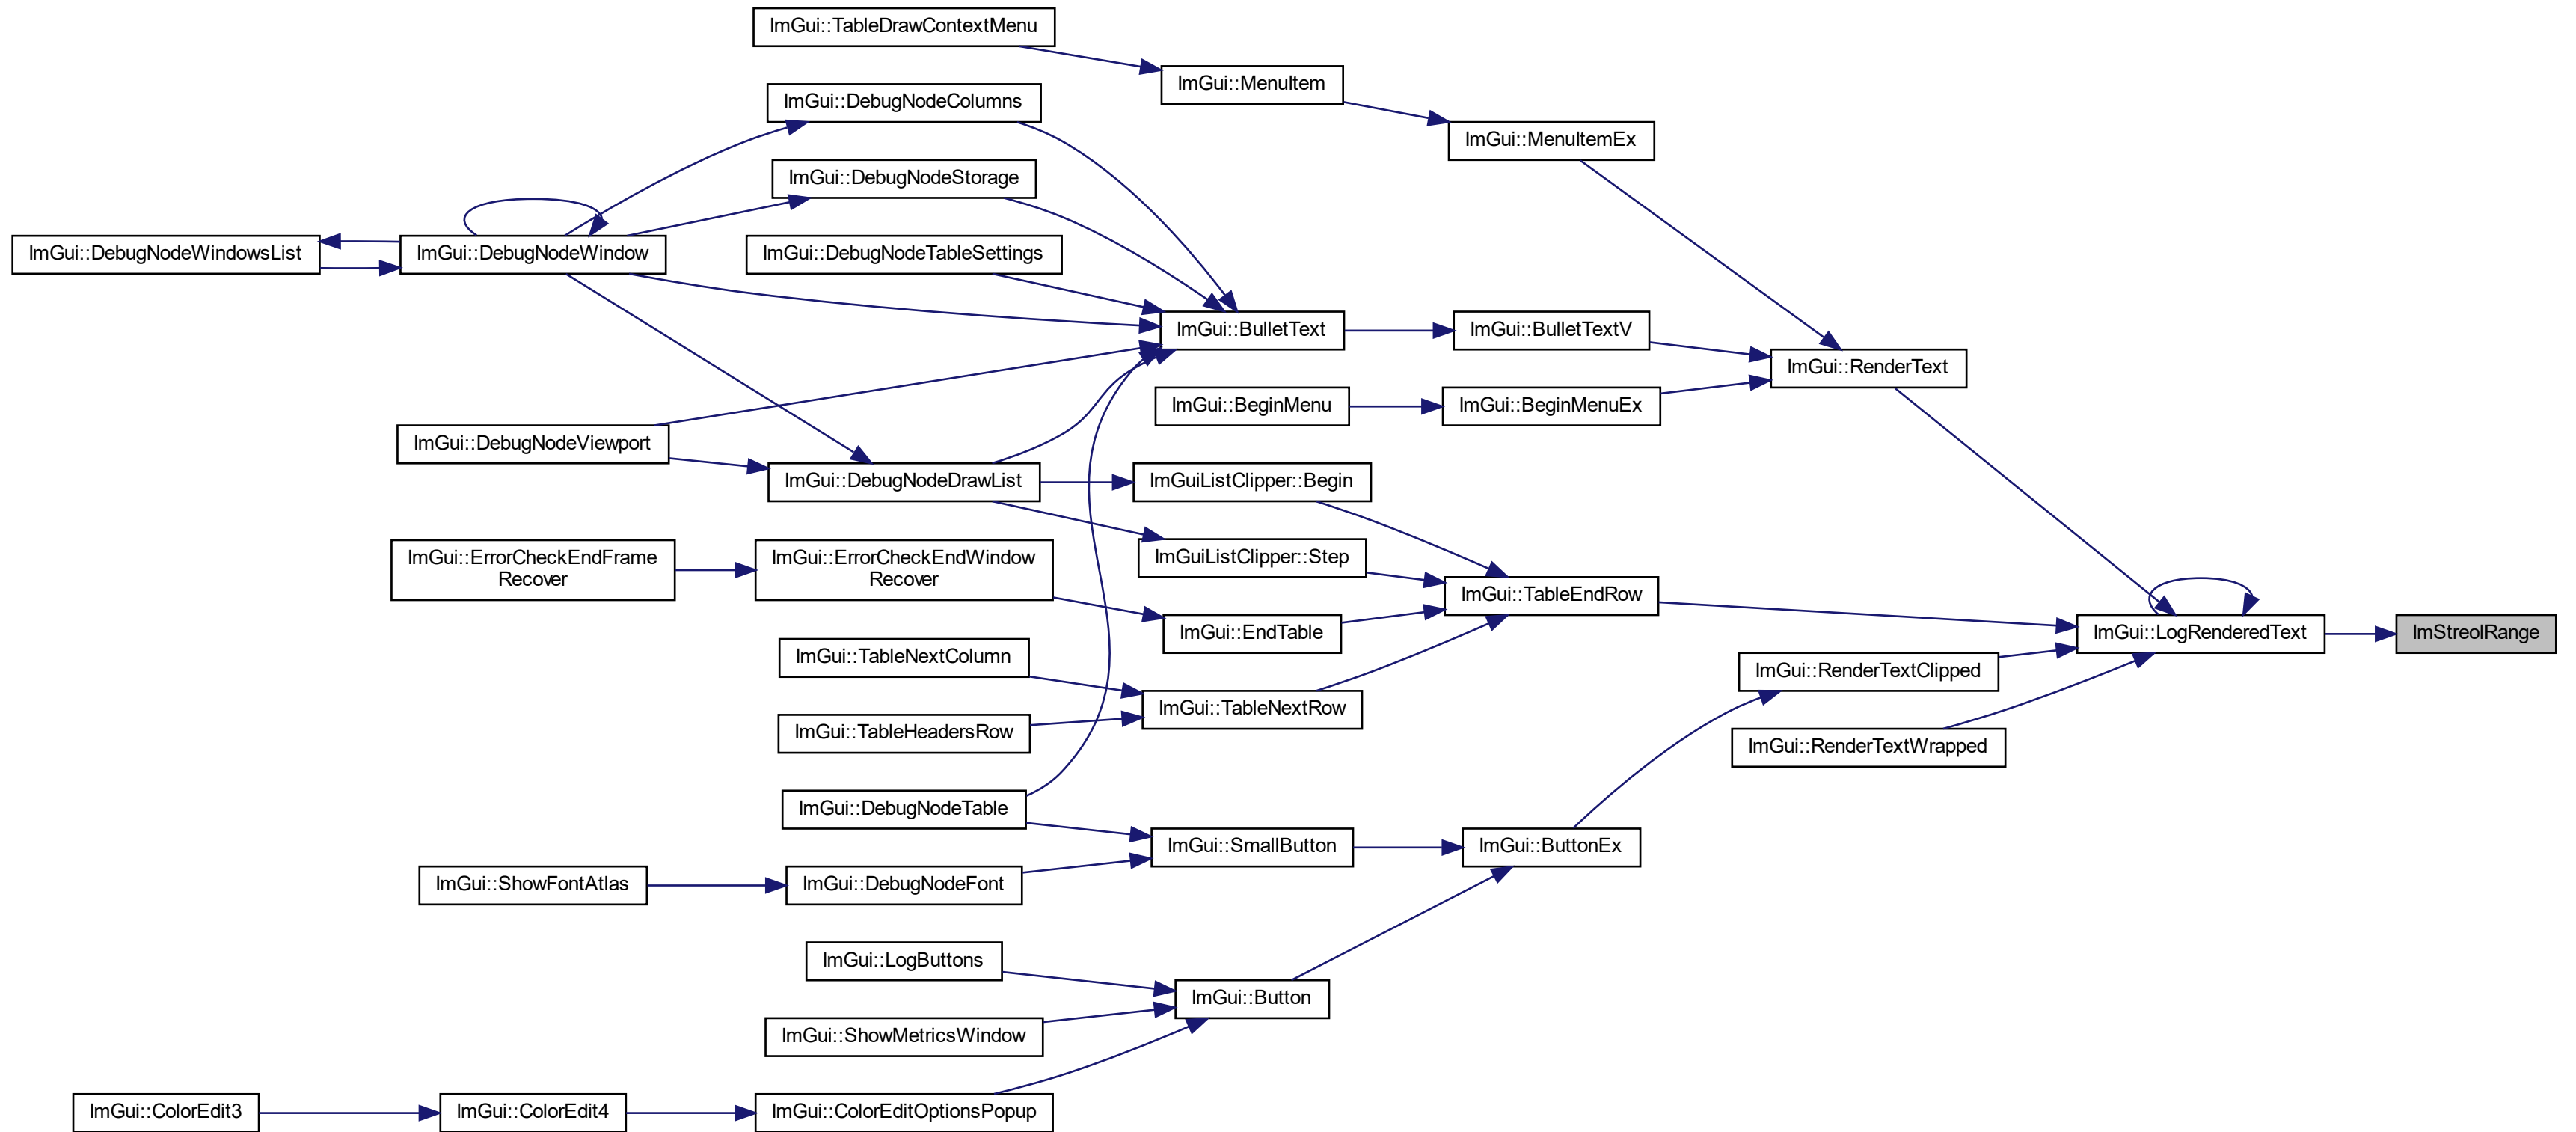 ImGui::TableDrawContextMenu
ImGui::MenuItem
ImGui::DebugNodeColumns
ImGui::MenuItemEx
ImGui::DebugNodeStorage
ImGui::DebugNodeWindowsList
ImGui::DebugNodeWindow
ImGui::DebugNodeTableSettings
ImGui::BulletText
ImGui::BulletTextV
ImGui::RenderText
ImGui::BeginMenu
ImGui::BeginMenuEx
ImGui::DebugNodeViewport
ImGui::DebugNodeDrawList
ImGuiListClipper::Begin
ImGui::ErrorCheckEndFrame
Recover
ImGui::ErrorCheckEndWindow
Recover
ImGuiListClipper::Step
ImGui::TableEndRow
ImGui::EndTable
ImGui::LogRenderedText
ImStreolRange
ImGui::TableNextColumn
ImGui::RenderTextClipped
ImGui::TableNextRow
ImGui::TableHeadersRow
ImGui::RenderTextWrapped
ImGui::DebugNodeTable
ImGui::SmallButton
ImGui::ButtonEx
ImGui::ShowFontAtlas
ImGui::DebugNodeFont
ImGui::LogButtons
ImGui::Button
ImGui::ShowMetricsWindow
ImGui::ColorEdit3
ImGui::ColorEdit4
ImGui::ColorEditOptionsPopup